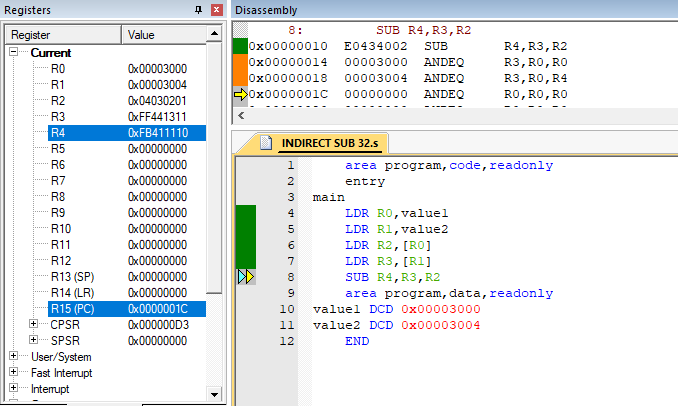 Registers
Register Value
Current
R0 0x00003000
R1 0x00003004
R2 0x04030201
R3 0xFF441311
R4 0xFB411110
R5 0x00000000
R6 0x00000000
R7 0x00000000
R8 0x00000000
R9 0x00000000
R10 0x00000000
R11 0x00000000
R12 0x00000000
R13 (SP) 0x00000000
R14 (LR) 0x00000000
R15 (PC) 0x0000001C
CPSR 0x000000D3
SPSR 0x00000000
User/System
Fast Interrupt
Interrupt
Disassembly
8: SUB R4,R3,R2
0x00000010 E0434002 SUB R4,R3,R2
0x00000014 00003000 ANDEQ R3,R0,R0
0x00000018 00003004 ANDEQ R3,R0,R4
0x0000001C 00000000 ANDEQ R0,R0,R0
INDIRECT SUB 32.s
1 area program,code,readonly
2 entry
3 main
4 LDR R0,value1
5 LDR R1,value2
6 LDR R2,[R0]
7 LDR R3,[R1]
8 SUB R4,R3,R2
9 area program,data,readonly
10 value1 DCD 0x00003000
11 value2 DCD 0x00003004
12 END